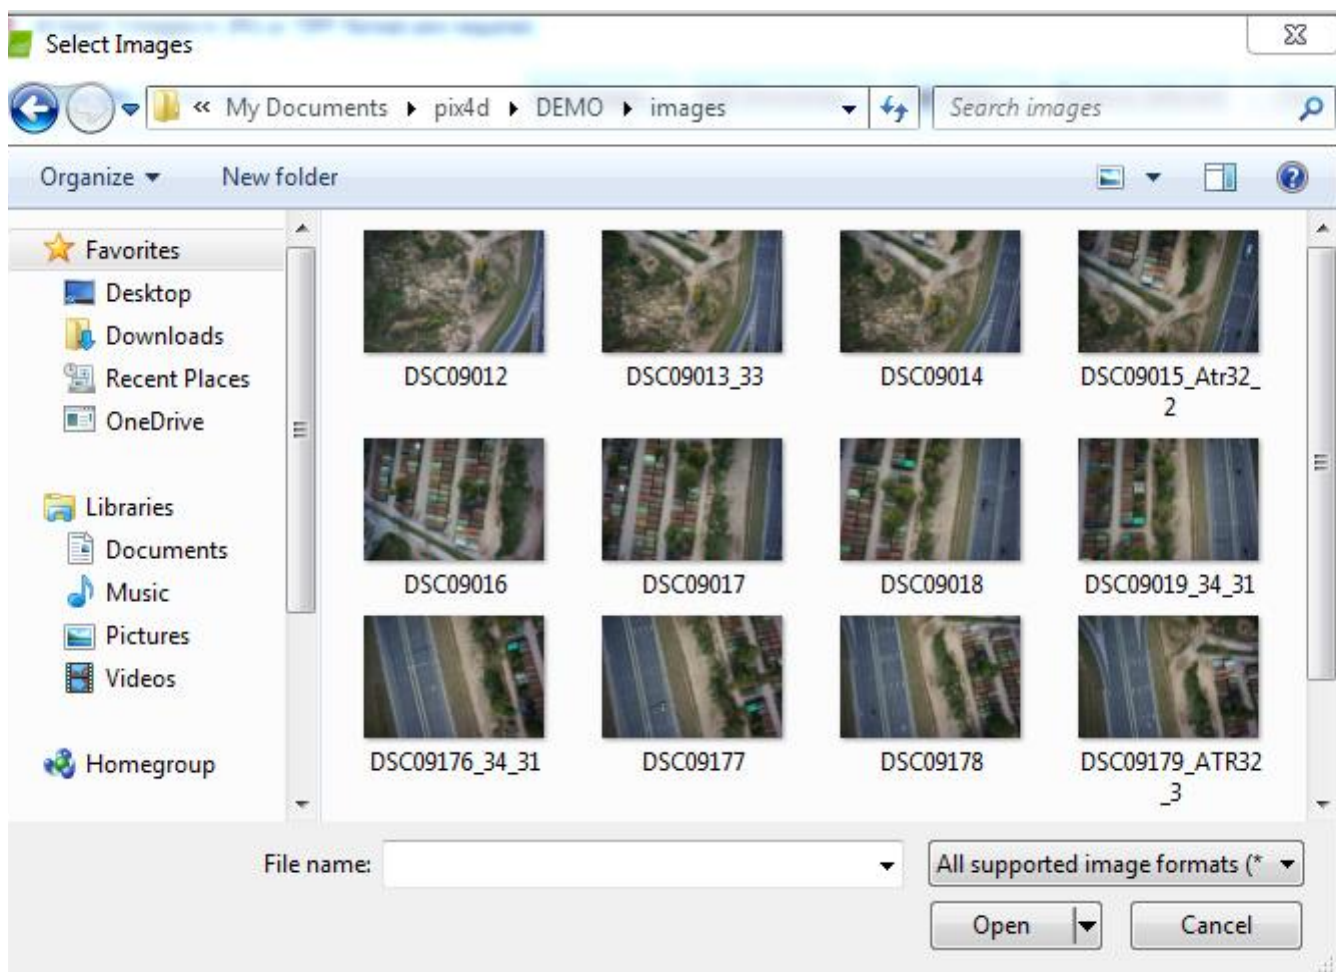 Select Images
« My Documents pix4d DEMO images
Search images
Organize
New folder
Favorites
Desktop
Downloads
Recent Places
OneDrive
Libraries
Documents
Music
Pictures
Videos
Homegroup
DSC09012
DSC09013_33
DSC09014
DSC09015_Atr32_
2
DSC09016
DSC09017
DSC09018
DSC09019_34_31
DSC09176_34_31
DSC09177
DSC09178
DSC09179_ATR32
_3
File name:
All supported image formats (*
Open
Cancel